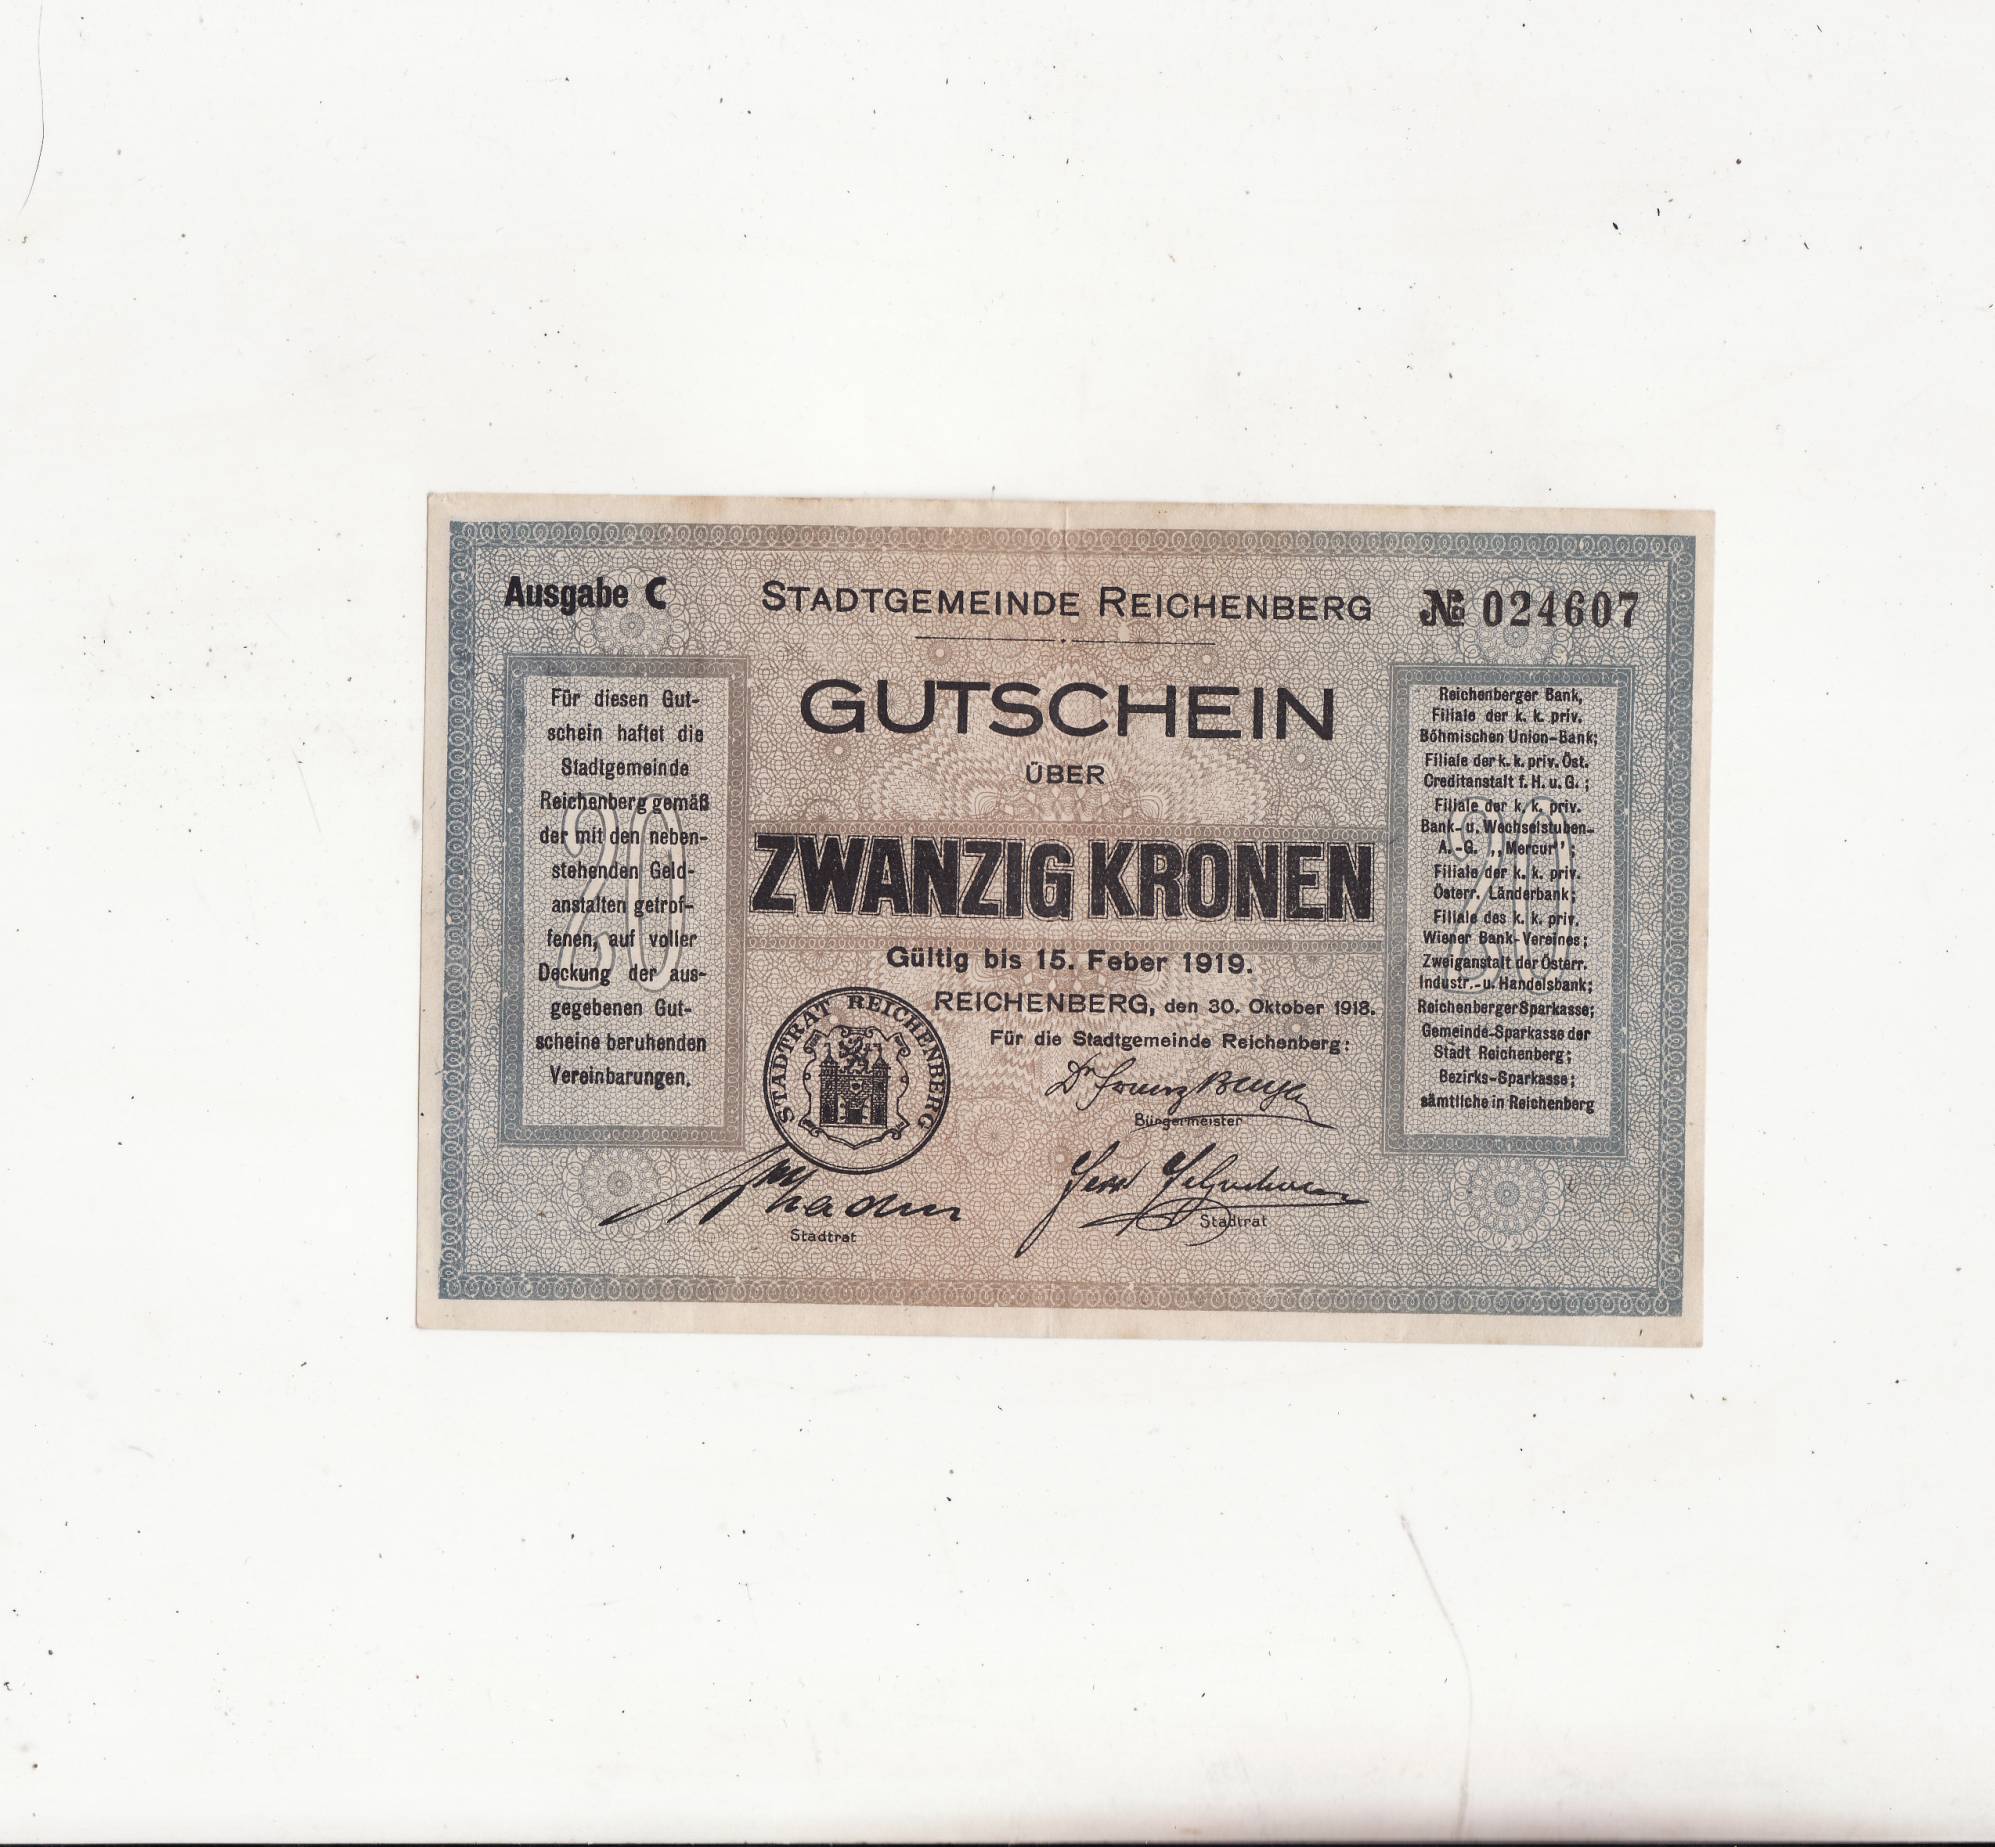 Ausgabe C
STADTGEMEINDE REICHENBERG
№ 024607
Für diesen Gut-
schein haftet die
Stadtgemeinde
Reichenberg gemäß
der mit den neben-
stehenden Geld-
anstalten getrof-
fenen, auf voller
Deckung der aus-
gegebenen Gut-
scheine beruhenden
Vereinbarungen.
20
GUTSCHEIN
ÜBER
ZWANZIG KRONEN
Gültig bis 15. Feber 1919.
REICHENBERG, den 30. Oktober 1918.
Für die Stadtgemeinde Reichenberg:
STADTRAT REICHENBERG
Dr Franz Bayer
Bürgermeister
Stadtrat
Stadtrat
Reichenberger Bank,
Filiale der k. k. priv.
Böhmischen Union-Bank;
Filiale der k. k. priv. Öst.
Creditanstalt f. H. u. G. ;
Filiale der k. k. priv.
Bank- u. Wechselstuben-
A.-G. ,,Mercur'' ;
Filiale der k. k. priv.
Österr. Länderbank;
Filiale des k. k. priv.
Wiener Bank-Vereines ;
Zweiganstalt der Österr.
Industr.- u. Handelsbank;
Reichenberger Sparkasse;
Gemeinde-Sparkasse der
Stadt Reichenberg;
Bezirks-Sparkasse;
sämtliche in Reichenberg
20